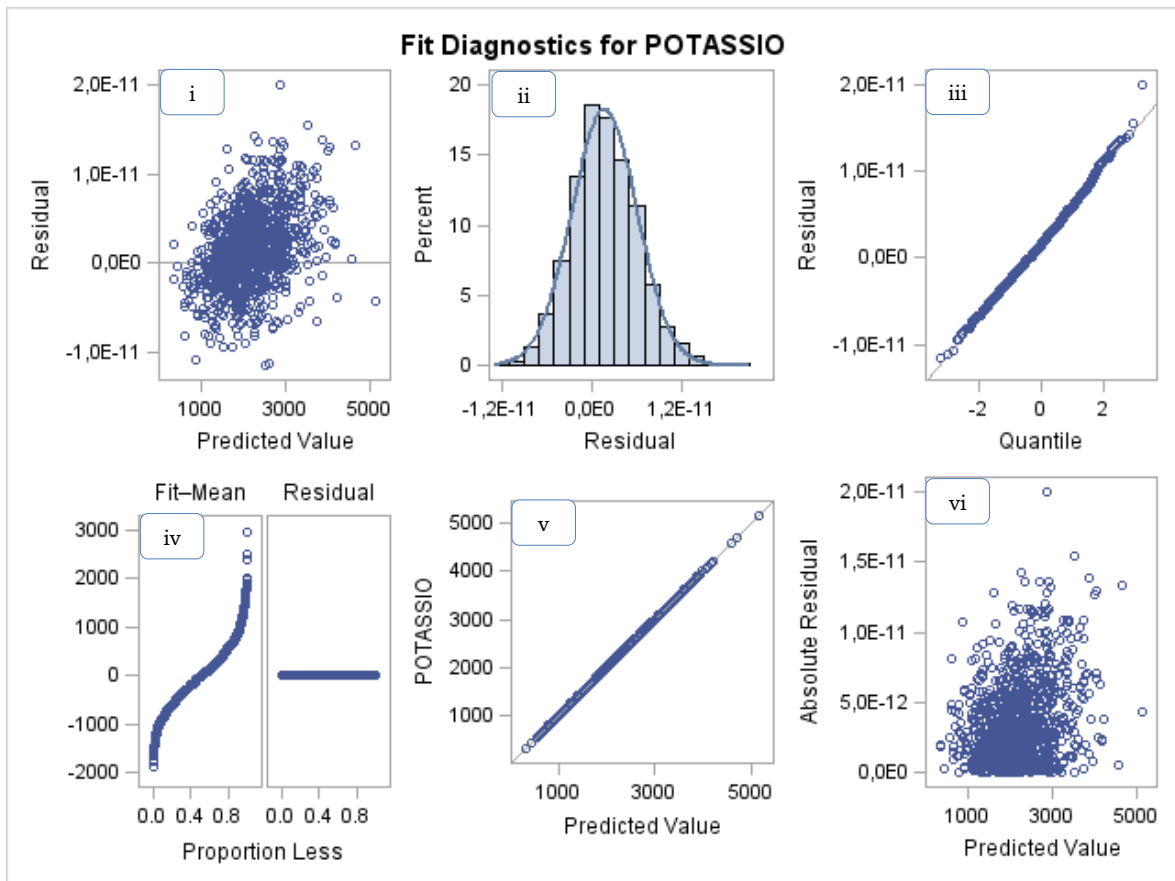 Fit Diagnostics for POTASSIO
i
2,0E-11
1,0E-11
0,0E0
-1,0E-11
Residual
1000 3000 5000
Predicted Value
ii
20
15
10
5
0
Percent
-1,2E-11 0,0E0 1,2E-11
Residual
iii
2,0E-11
1,0E-11
0,0E0
-1,0E-11
Residual
-2 0 2
Quantile
Fit–Mean Residual
iv
3000
2000
1000
0
-1000
-2000
0.0 0.4 0.8 0.0 0.4 0.8
Proportion Less
v
5000
4000
3000
2000
1000
POTASSIO
1000 3000 5000
Predicted Value
vi
2,0E-11
1,5E-11
1,0E-11
5,0E-12
0,0E0
Absolute Residual
1000 3000 5000
Predicted Value